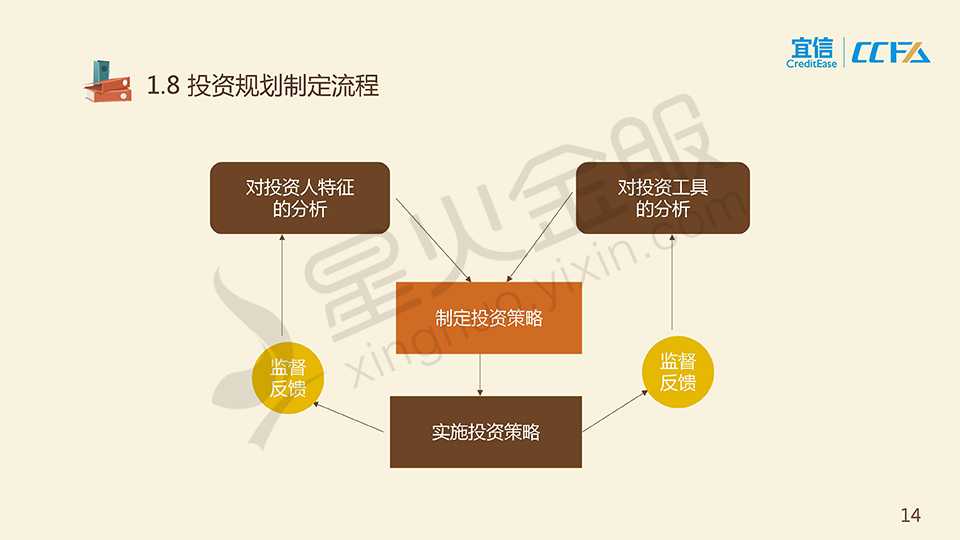 宜信
CreditEase
CCFA
1.8 投资规划制定流程
对投资人特征
的分析
对投资工具
的分析
制定投资策略
监督
反馈
监督
反馈
实施投资策略
星火金服
xinghuo.yixin.com
14